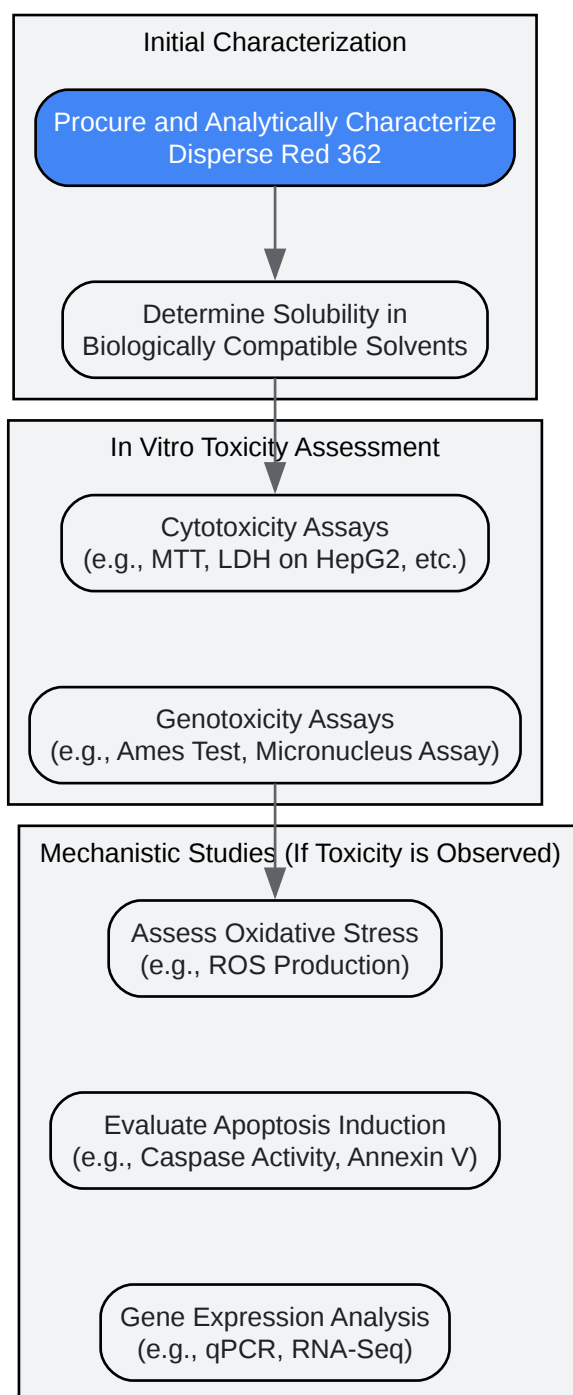 Initial Characterization
Procure and Analytically Characterize
Disperse Red 362
Determine Solubility in
Biologically Compatible Solvents
In Vitro Toxicity Assessment
Cytotoxicity Assays
(e.g., MTT, LDH on HepG2, etc.)
Genotoxicity Assays
(e.g., Ames Test, Micronucleus Assay)
Mechanistic Studies (If Toxicity is Observed)
Assess Oxidative Stress
(e.g., ROS Production)
Evaluate Apoptosis Induction
(e.g., Caspase Activity, Annexin V)
Gene Expression Analysis
(e.g., qPCR, RNA-Seq)